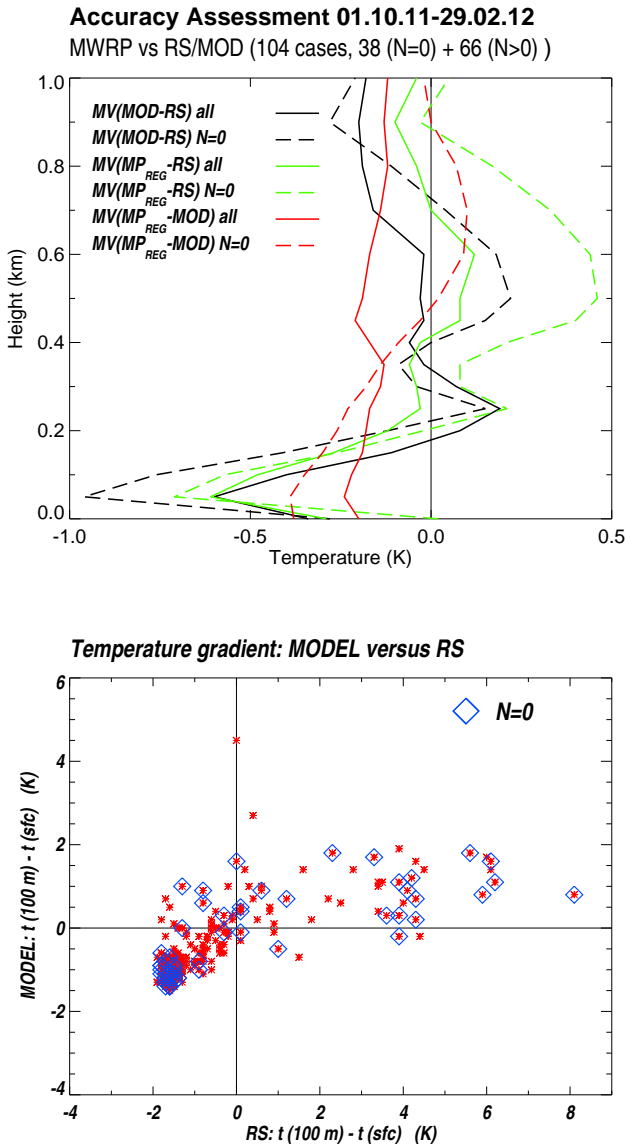 Accuracy Assessment 01.10.11-29.02.12
MWRP vs RS/MOD (104 cases, 38 (N=0) + 66 (N>0) )
1.0
0.8
0.6
0.4
0.2
0.0
Height (km)
MV(MOD-RS) all
MV(MOD-RS) N=0
MV(MP_REG-RS) all
MV(MP_REG-RS) N=0
MV(MP_REG-MOD) all
MV(MP_REG-MOD) N=0
-1.0 -0.5 0.0 0.5
Temperature (K)
Temperature gradient: MODEL versus RS
6
4
2
0
-2
-4
MODEL: t (100 m) - t (sfc) (K)
N=0
-4 -2 0 2 4 6 8
RS: t (100 m) - t (sfc) (K)